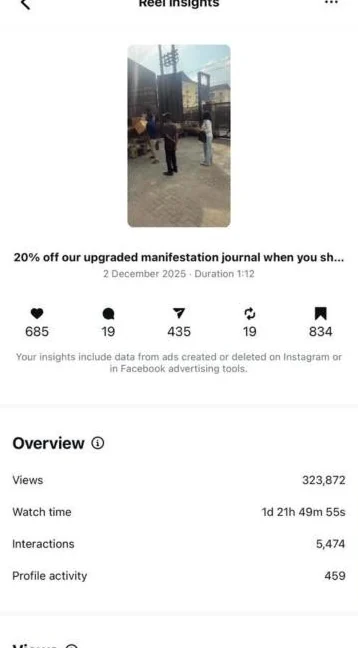 Reel insights
20% off our upgraded manifestation journal when you sh...
2 December 2025 · Duration 1:12
685 19 435 19 834
Your insights include data from ads created or deleted on Instagram or
in Facebook advertising tools.
Overview
Views 323,872
Watch time 1d 21h 49m 55s
Interactions 5,474
Profile activity 459
Views